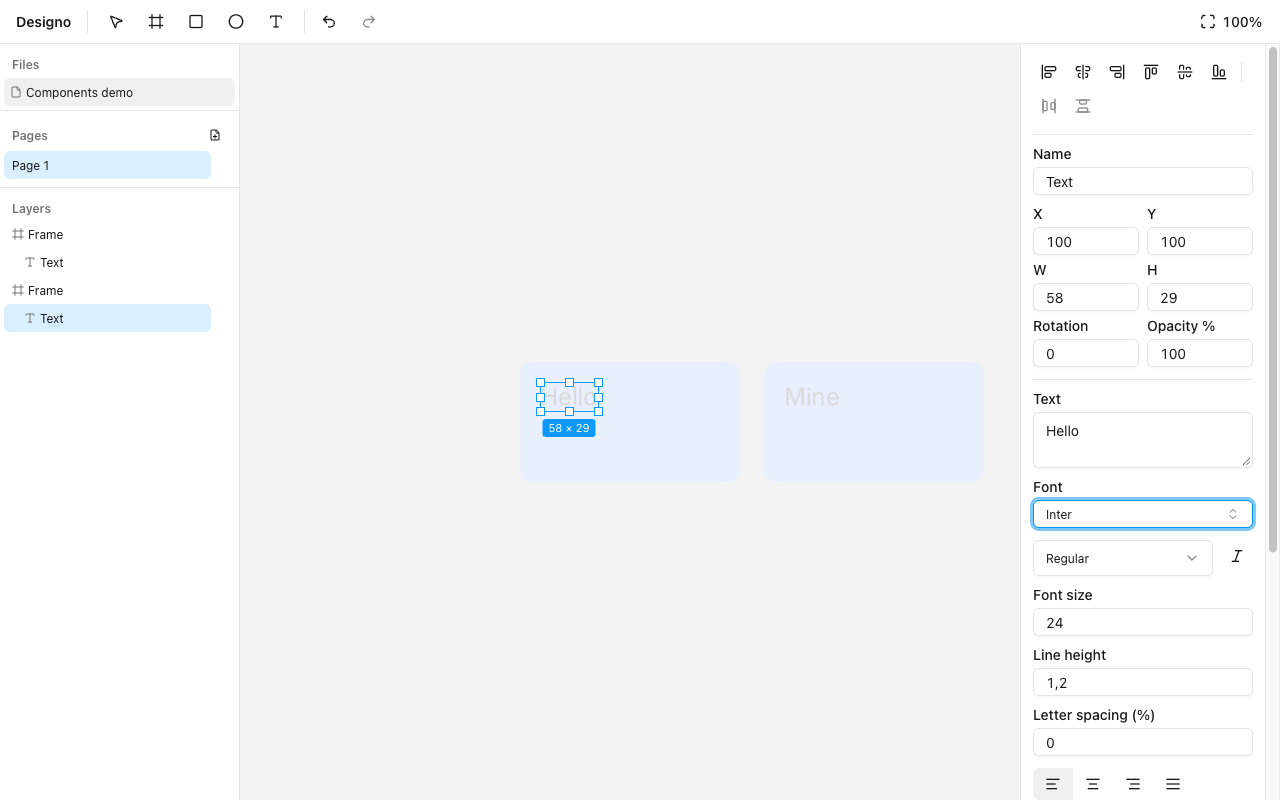 Designo
100%
Files
Components demo
Pages
Page 1
Layers
Frame
Text
Frame
Text
Hello
58 × 29
Mine
Name
Text
X
Y
100
100
W
H
58
29
Rotation
Opacity %
0
100
Text
Hello
Font
Inter
Regular
Font size
24
Line height
1,2
Letter spacing (%)
0